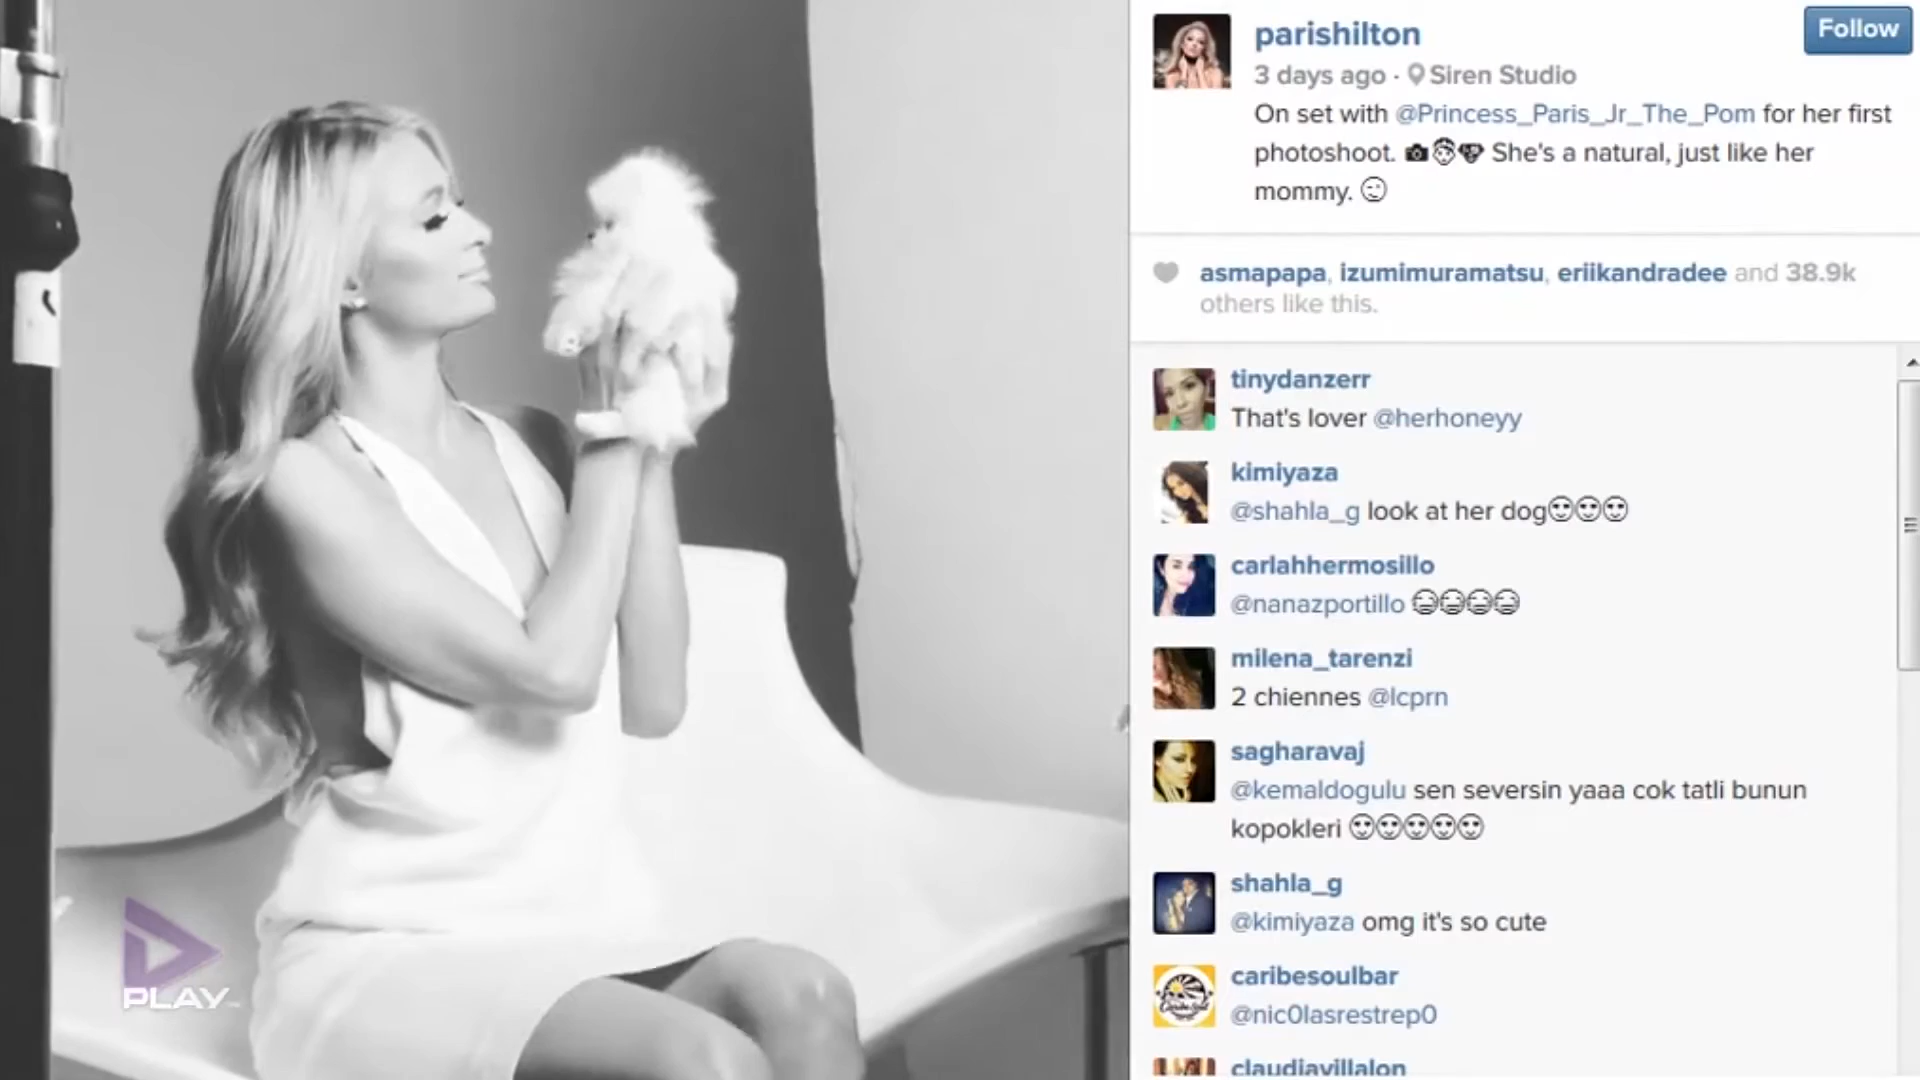 parishilton
Follow
3 days ago · Siren Studio
On set with @Princess_Paris_Jr_The_Pom for her first
photoshoot. She's a natural, just like her
mommy.
asmapapa, izumimuramatsu, eriikandradee and 38.9k
others like this.
tinydanzerr
That's lover @herhoneyy
kimiyaza
@shahla_g look at her dog
carlahhermosillo
@nanazportillo
milena_tarenzi
2 chiennes @lcprn
sagharavaj
@kemaldogulu sen seversin yaaa cok tatli bunun
kopokleri
shahla_g
@kimiyaza omg it's so cute
caribesoulbar
@nic0lasrestrep0
claudiavillalon
PLAY